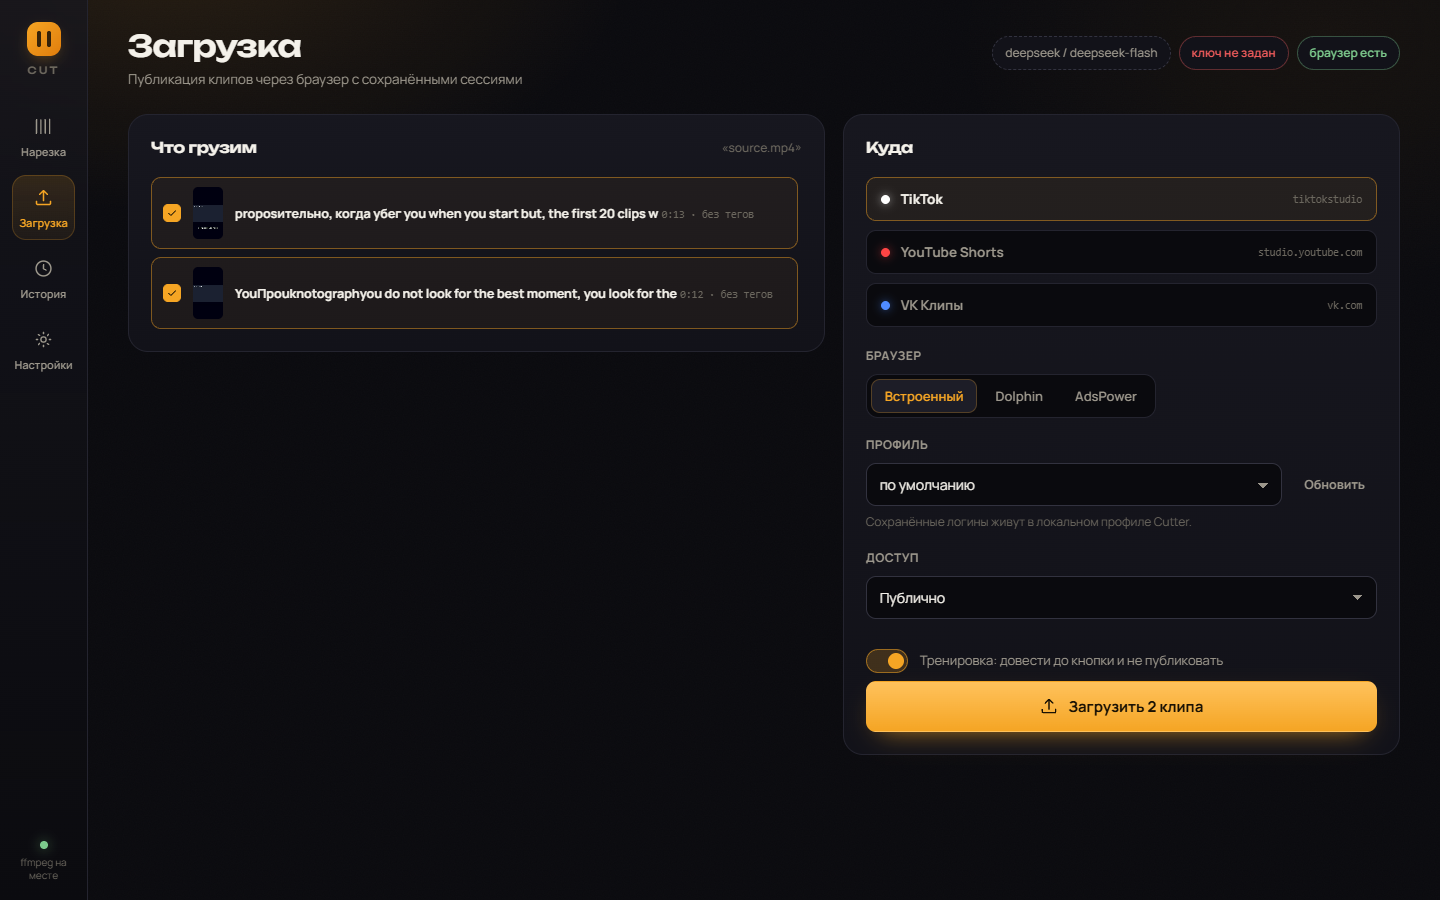 CUT
Нарезка
Загрузка
История
Настройки
ffmpeg на
месте
Загрузка
Публикация клипов через браузер с сохранёнными сессиями
deepseek / deepseek-flash
ключ не задан
браузер есть
Что грузим
«source.mp4»
proposительно, когда убег you when you start but, the first 20 clips w 0:13 · без тегов
YouПроuknotographyou do not look for the best moment, you look for the 0:12 · без тегов
Куда
TikTok
tiktokstudio
YouTube Shorts
studio.youtube.com
VK Клипы
vk.com
БРАУЗЕР
Встроенный
Dolphin
AdsPower
ПРОФИЛЬ
по умолчанию
Обновить
Сохранённые логины живут в локальном профиле Cutter.
ДОСТУП
Публично
Тренировка: довести до кнопки и не публиковать
Загрузить 2 клипа